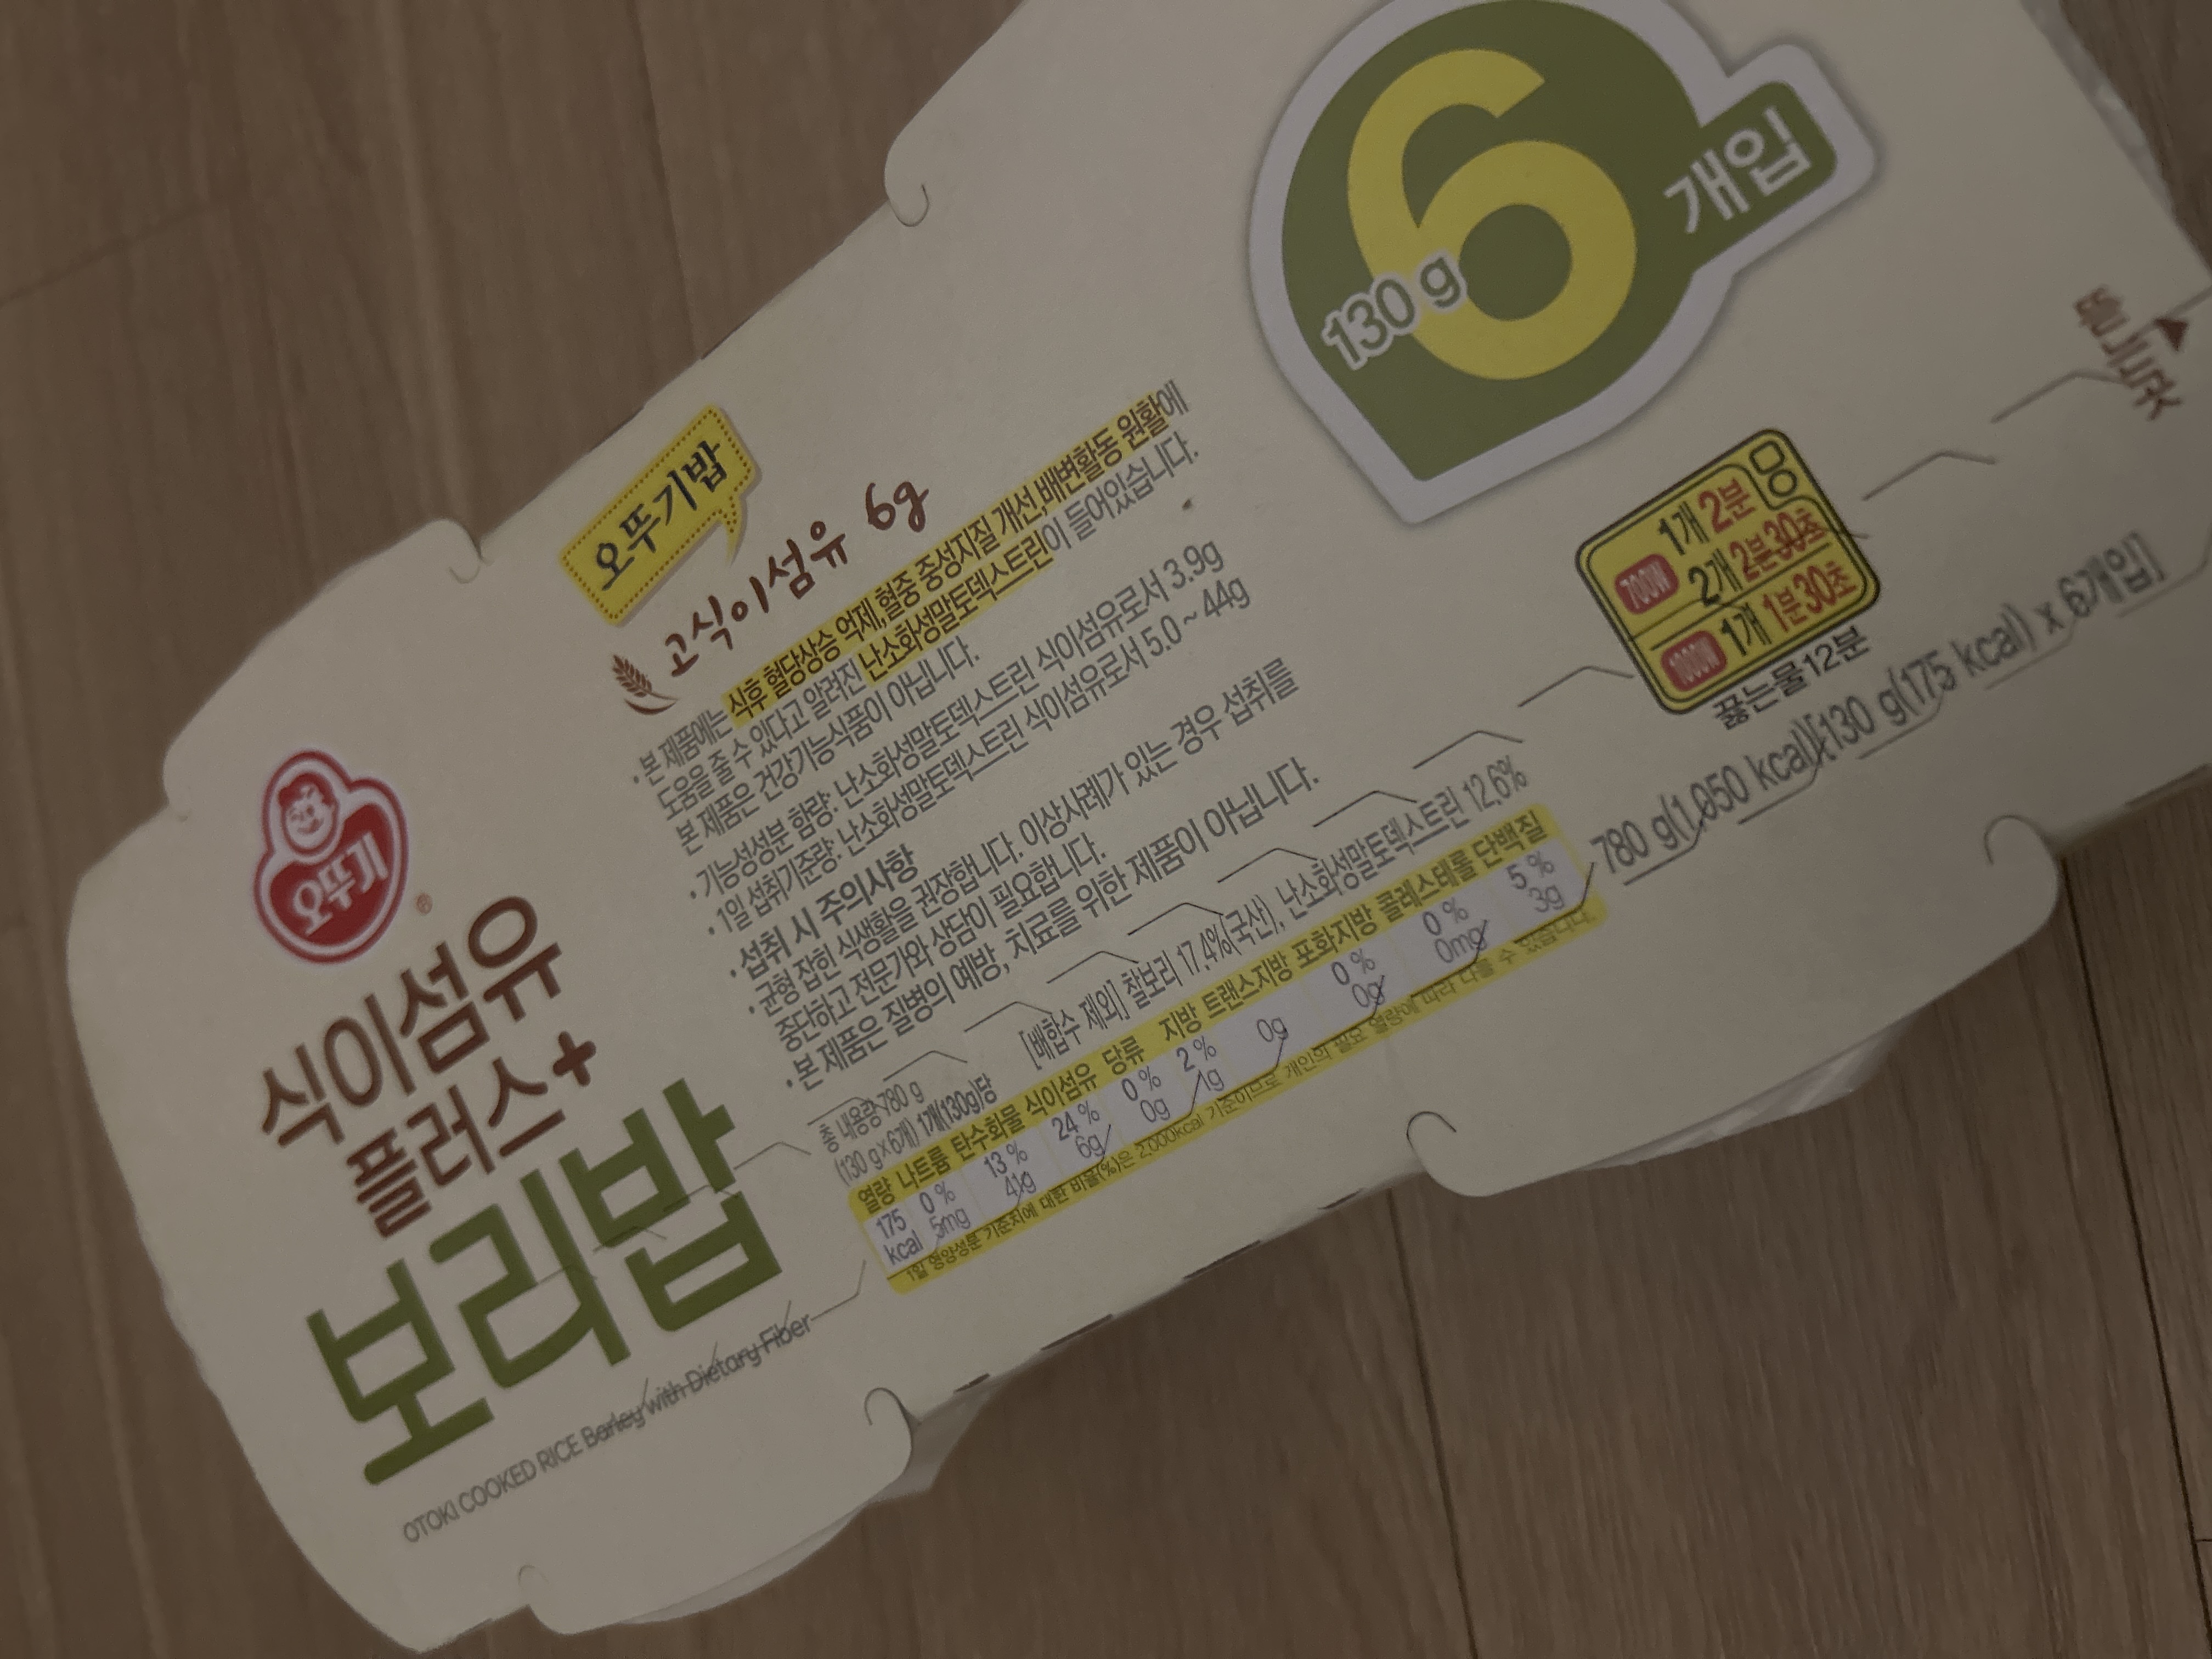 오뚜기
®
식이섬유
플러스+
보리밥
OTOKI COOKED RICE Barley with Dietary Fiber
오뚜기밥
고식이섬유 6g
• 본 제품에는 식후 혈당상승 억제, 혈중 중성지질 개선, 배변활동 원활에
도움을 줄 수 있다고 알려진 난소화성말토덱스트린이 들어있습니다.
본 제품은 건강기능식품이 아닙니다.
• 기능성성분 함량: 난소화성말토덱스트린 식이섬유로서 3.9g
• 1일 섭취기준량: 난소화성말토덱스트린 식이섬유로서 5.0~44g
• 섭취 시 주의사항
• 균형 잡힌 식생활을 권장합니다. 이상사례가 있는 경우 섭취를
중단하고 전문가와 상담이 필요합니다.
• 본 제품은 질병의 예방, 치료를 위한 제품이 아닙니다.
[배합수 제외] 찰보리 17.4%(국산), 난소화성말토덱스트린 12.6%
총 내용량 780 g
(130 g x 6개) 1개(130g)당
열량 나트륨 탄수화물 식이섬유 당류 지방 트랜스지방 포화지방 콜레스테롤 단백질
175 0 % 13 % 24 % 0 % 2 % 0g 0 % 0 % 5 %
kcal 5mg 41g 6g 0g 1g 0g 0mg 3g
1일 영양성분 기준치에 대한 비율(%)은 2,000kcal 기준이므로 개인의 필요 열량에 따라 다를 수 있습니다.
130 g
6
개입
700W
1개 2분
2개 2분30초
1000W
1개 1분30초
끓는물12분
780 g(1,050 kcal)[130 g(175 kcal) x 6개입]
뜯는곳